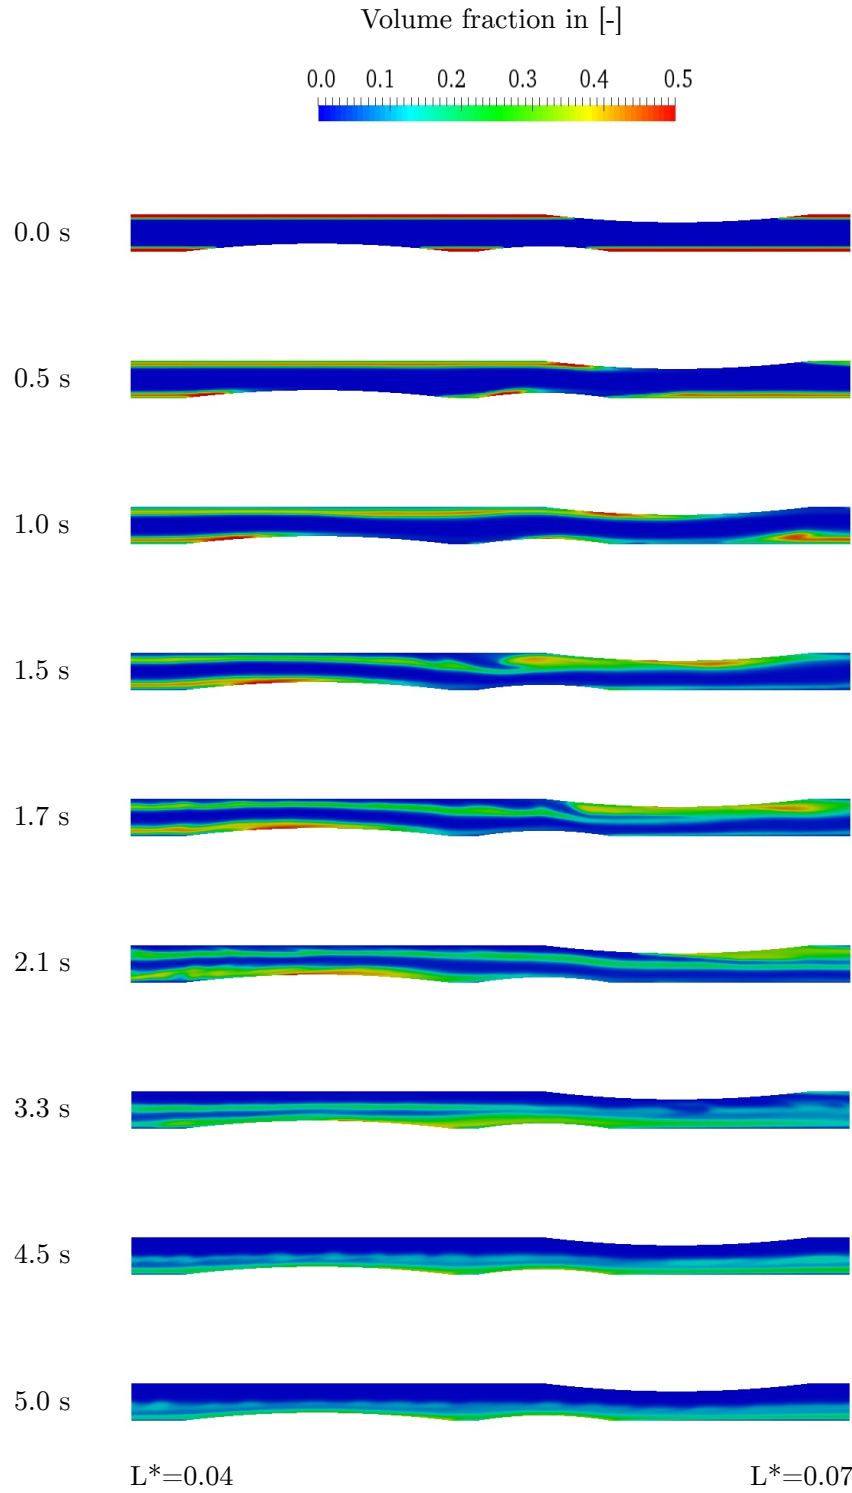 Volume fraction in [-]
0.0 0.1 0.2 0.3 0.4 0.5
0.0 s
0.5 s
1.0 s
1.5 s
1.7 s
2.1 s
3.3 s
4.5 s
5.0 s
L*=0.04 L*=0.07